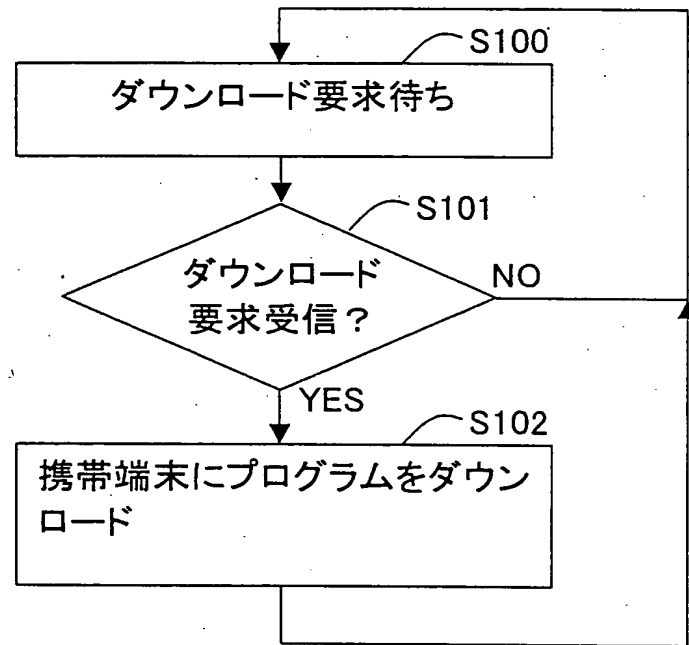 S100
ダウンロード要求待ち
S101
ダウンロード
要求受信？
NO
YES
S102
携帯端末にプログラムをダウン
ロード